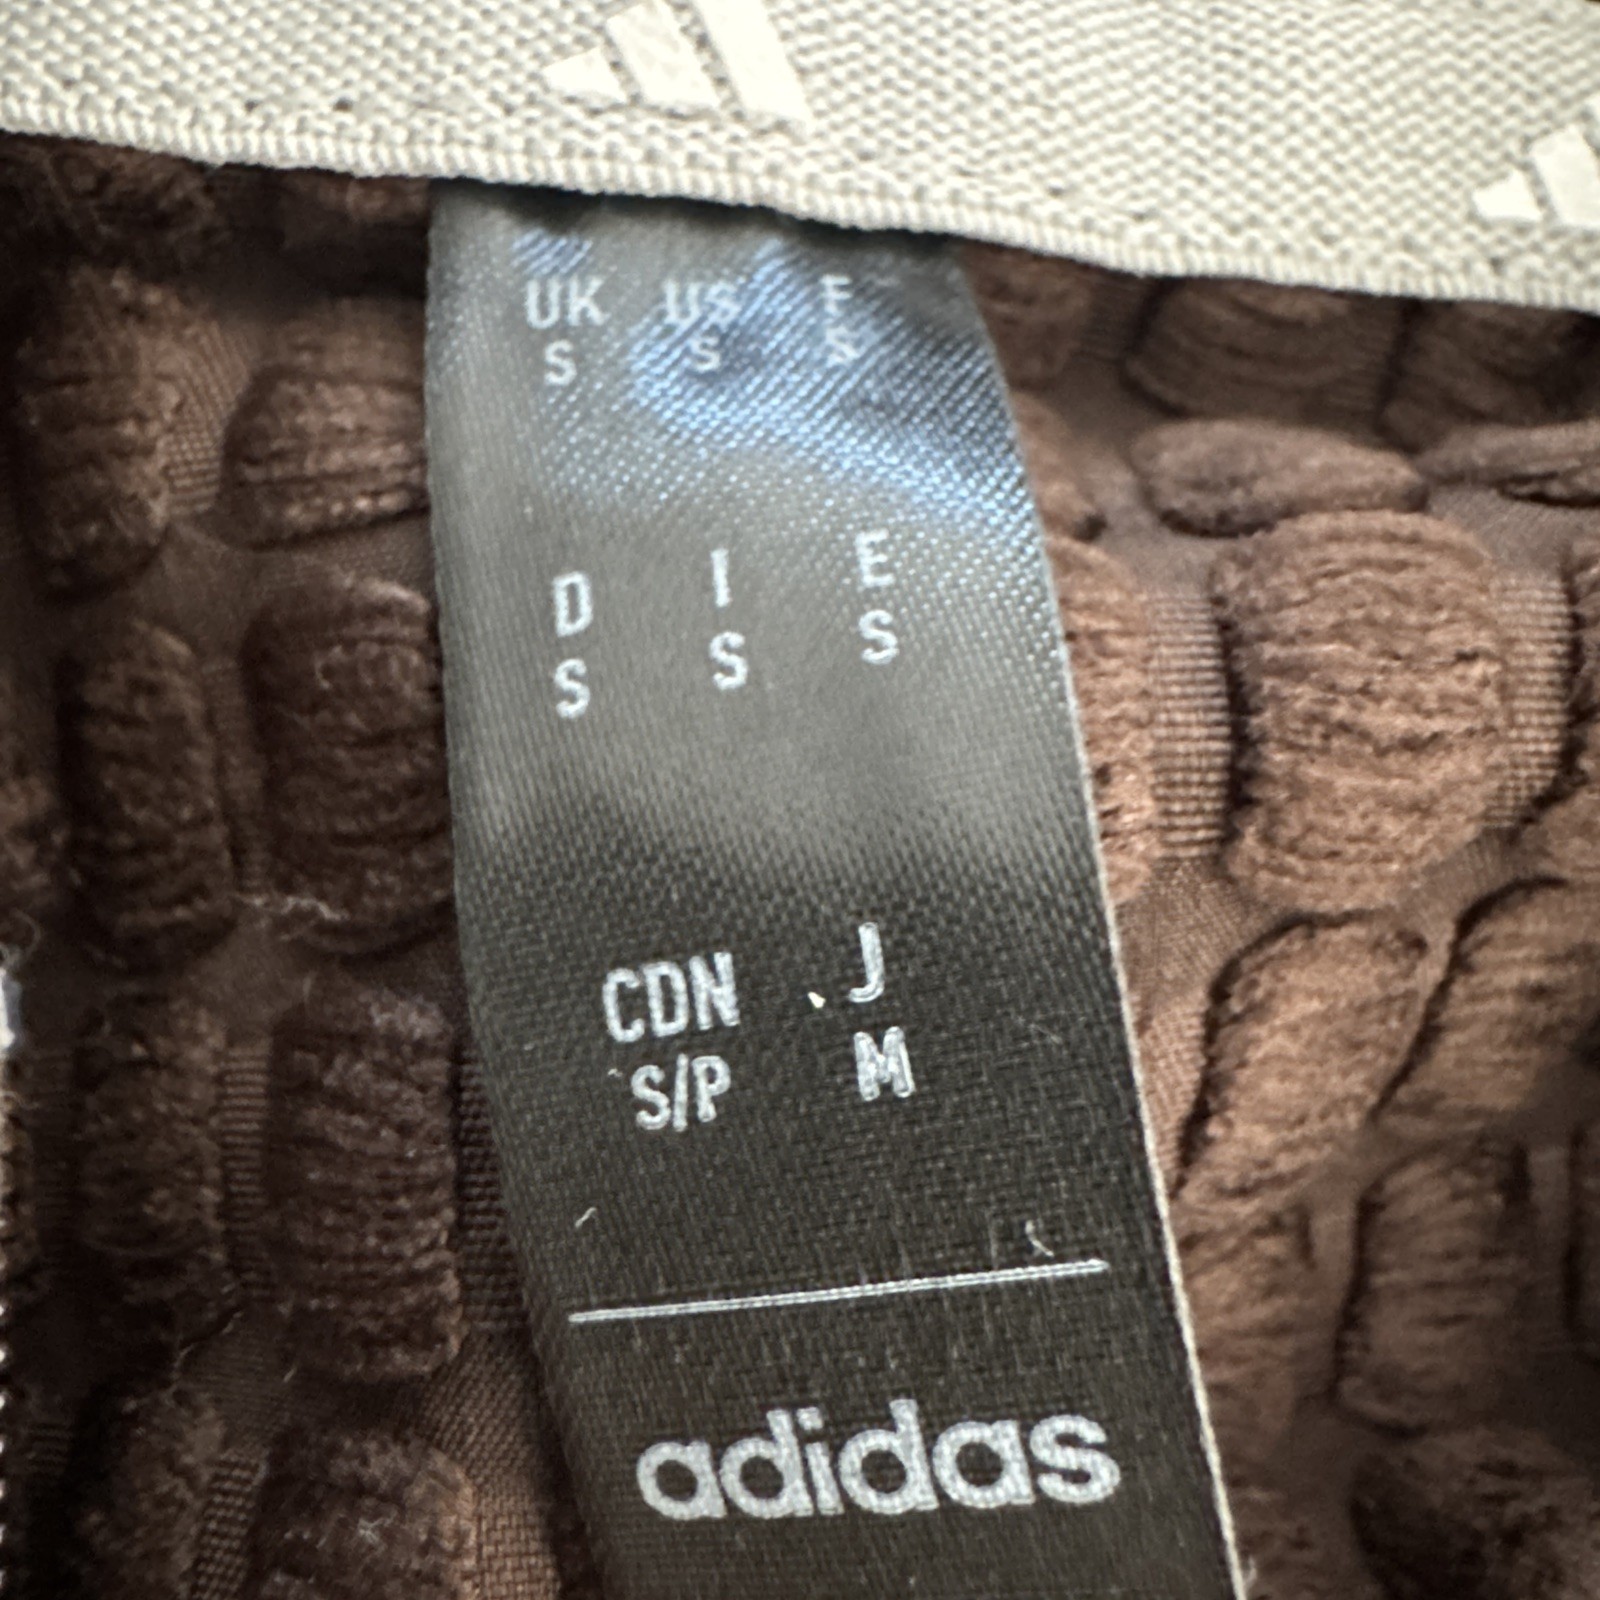 UK US F
S S S
D I E
S S S
CDN J
S/P M
adidas